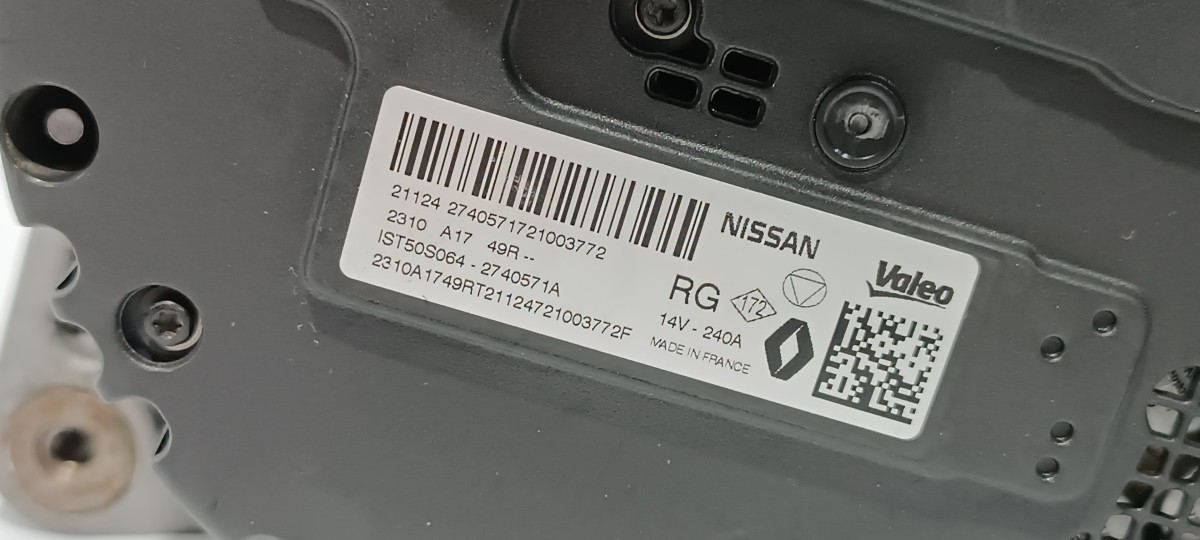 21124 2740571721003772
2310 A17 49R --
IST50S064 - 2740571A
2310A1749RT21124721003772F
NISSAN
RG
172
14V - 240A
MADE IN FRANCE
Valeo